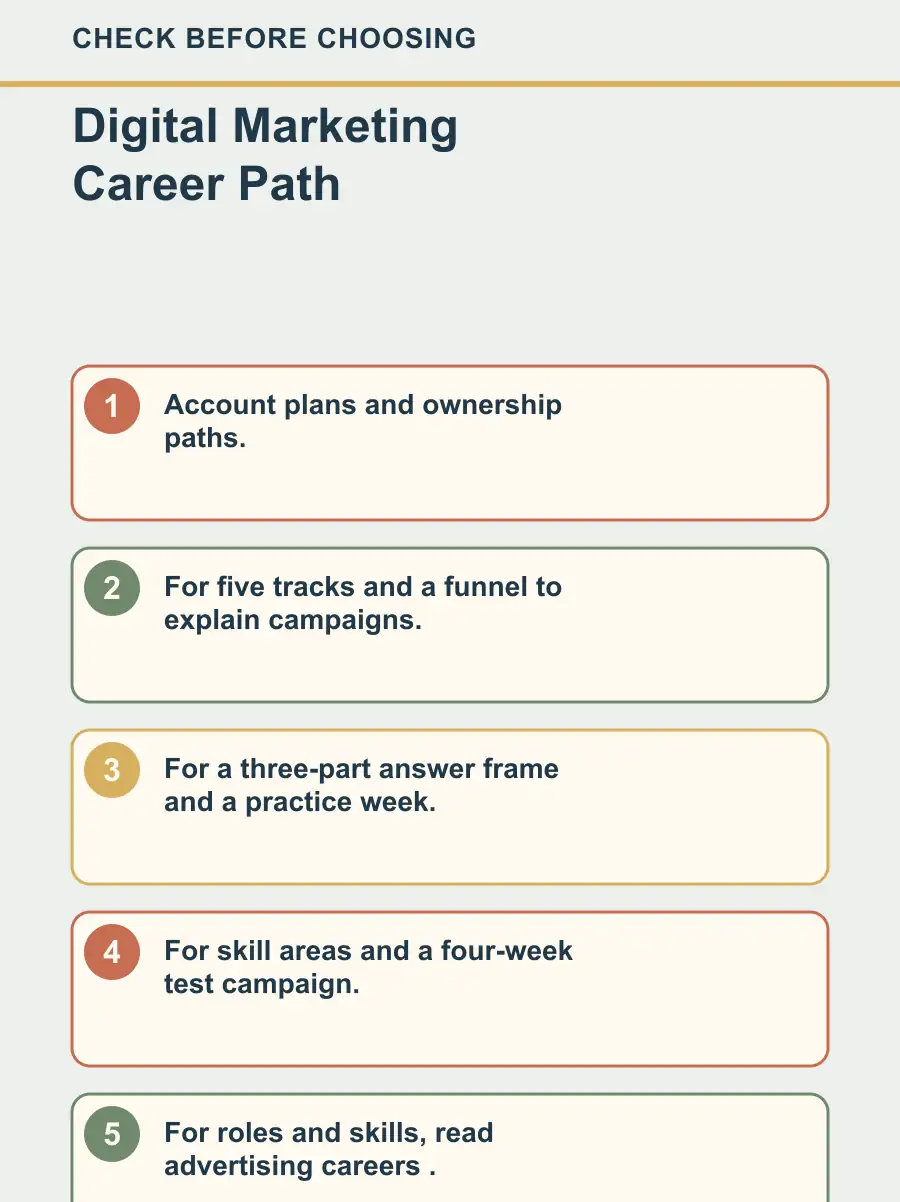 CHECK BEFORE CHOOSING
Digital Marketing
Career Path
1
Account plans and ownership
paths.
2
For five tracks and a funnel to
explain campaigns.
3
For a three-part answer frame
and a practice week.
4
For skill areas and a four-week
test campaign.
5
For roles and skills, read
advertising careers .